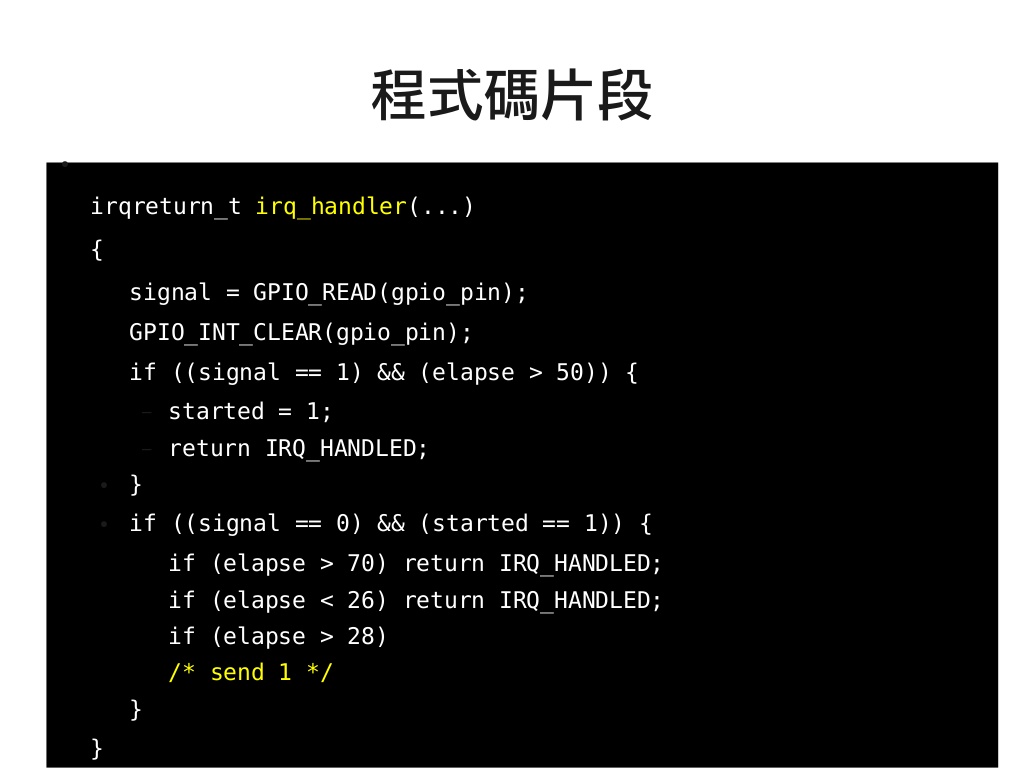 程式碼片段
irqreturn_t irq_handler(...)
{
signal = GPIO_READ(gpio_pin);
GPIO_INT_CLEAR(gpio_pin);
if ((signal == 1) && (elapse > 50)) {
– started = 1;
– return IRQ_HANDLED;
• }
• if ((signal == 0) && (started == 1)) {
if (elapse > 70) return IRQ_HANDLED;
if (elapse < 26) return IRQ_HANDLED;
if (elapse > 28)
/* send 1 */
}
}